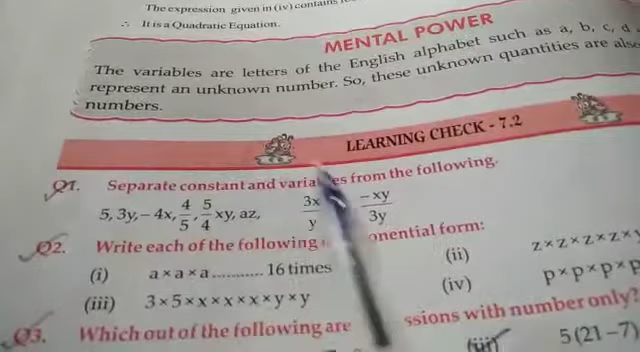 The expression given in (iv) contains
∴ It is a Quadratic Equation.
MENTAL POWER
The variables are letters of the English alphabet such as a, b, c, d
represent an unknown number. So, these unknown quantities are also
numbers.
LEARNING CHECK - 7.2
Q1. Separate constant and from the following.
5, 3y, – 4x, 4/5, 5/4 xy, az, 3x/y –xy/3y
Q2. Write each of the following onential form:
(i) a × a × a ........... 16 times (ii) z × z × z × z × y
(iii) 3 × 5 × x × x × x × y × y (iv) p × p × p × p
Q3. Which out of the following are ssions with number only?
(iii) 5 (21 – 7)